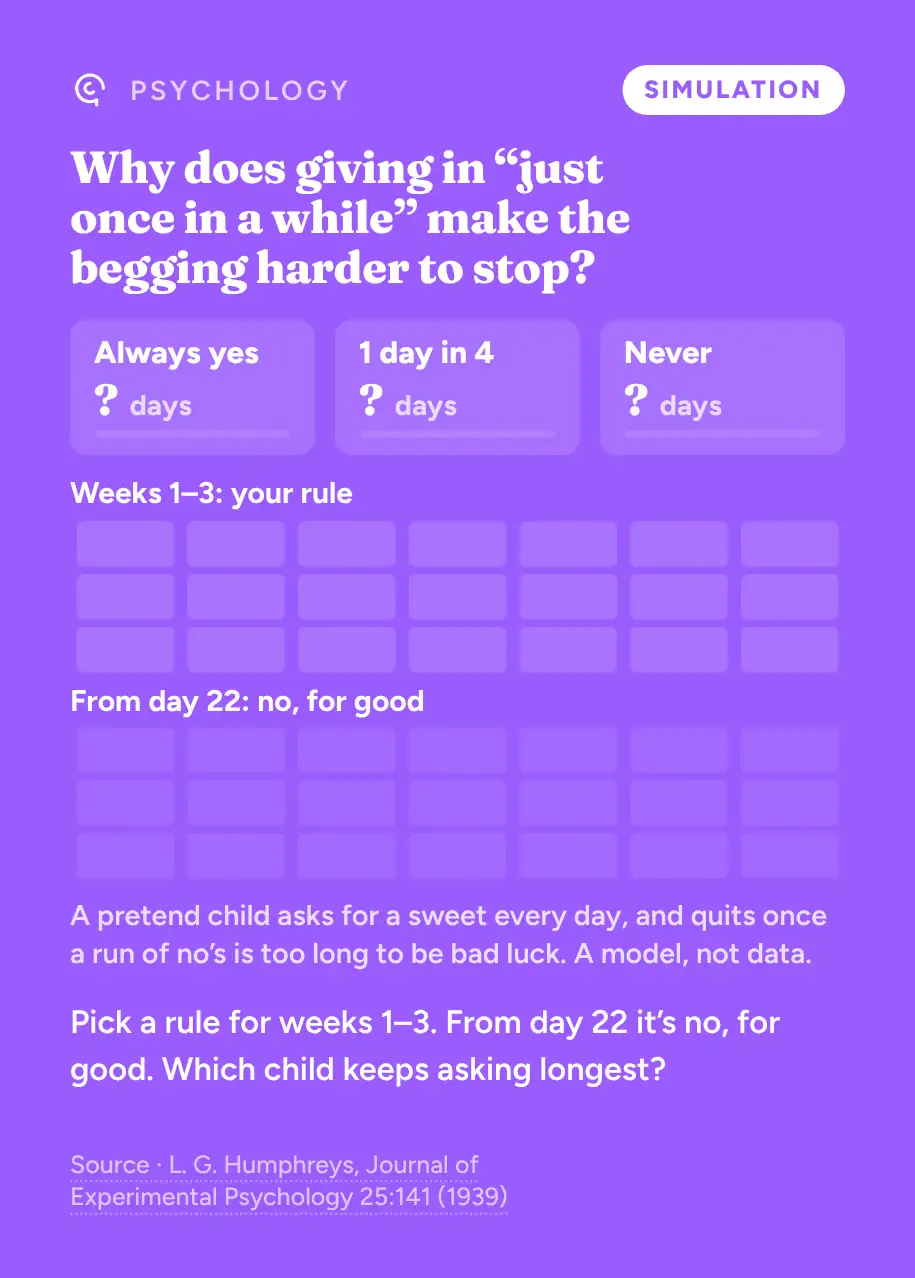 PSYCHOLOGY
SIMULATION
Why does giving in “just
once in a while” make the
begging harder to stop?
Always yes
? days
1 day in 4
? days
Never
? days
Weeks 1–3: your rule
From day 22: no, for good
A pretend child asks for a sweet every day, and quits once
a run of no’s is too long to be bad luck. A model, not data.
Pick a rule for weeks 1–3. From day 22 it’s no, for
good. Which child keeps asking longest?
Source · L. G. Humphreys, Journal of
Experimental Psychology 25:141 (1939)